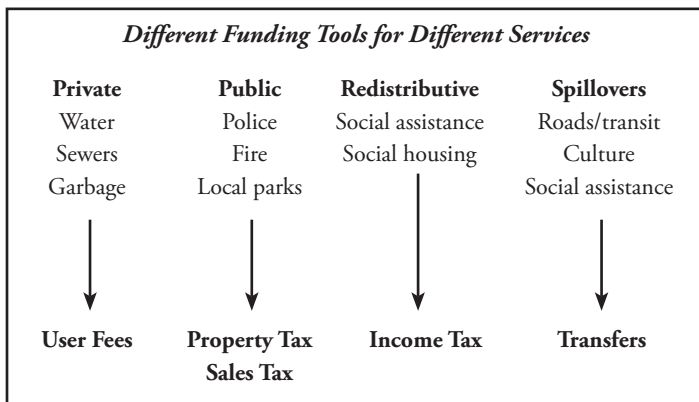 Different Funding Tools for Different Services
Private
Water
Sewers
Garbage
User Fees
Public
Police
Fire
Local parks
Property Tax
Sales Tax
Redistributive
Social assistance
Social housing
Income Tax
Spillovers
Roads/transit
Culture
Social assistance
Transfers